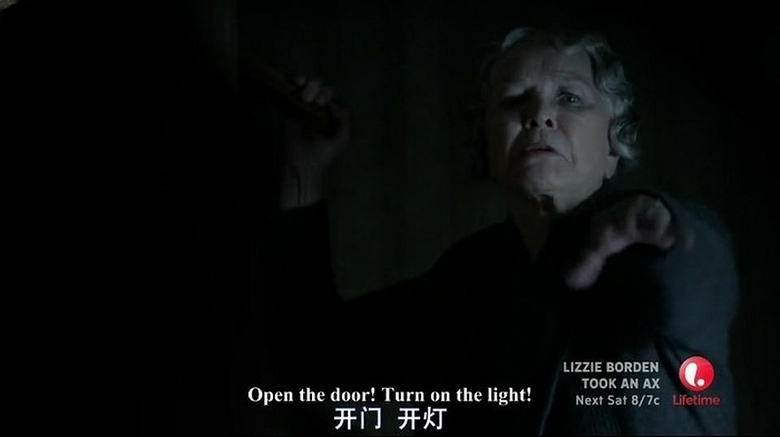 Open the door! Turn on the light!
开门 开灯
LIZZIE BORDEN
TOOK AN AX
Next Sat 8/7c
Lifetime